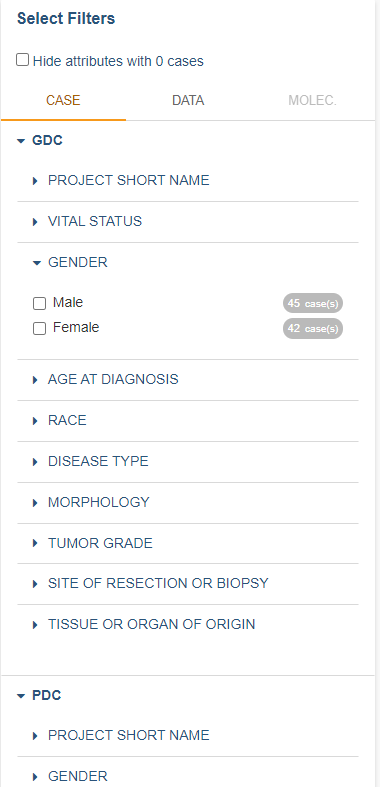 Select Filters
Hide attributes with 0 cases
CASE DATA MOLEC.
GDC
PROJECT SHORT NAME
VITAL STATUS
GENDER
Male 45 case(s)
Female 42 case(s)
AGE AT DIAGNOSIS
RACE
DISEASE TYPE
MORPHOLOGY
TUMOR GRADE
SITE OF RESECTION OR BIOPSY
TISSUE OR ORGAN OF ORIGIN
PDC
PROJECT SHORT NAME
GENDER